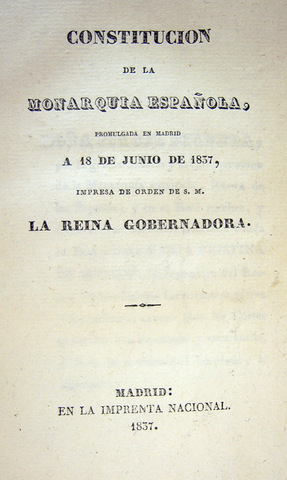 CONSTITUCION
DE LA
MONARQUIA ESPAÑOLA,
PROMULGADA EN MADRID
A 18 DE JUNIO DE 1837,
IMPRESA DE ORDEN DE S. M.
LA REINA GOBERNADORA.
MADRID:
EN LA IMPRENTA NACIONAL.
1837.